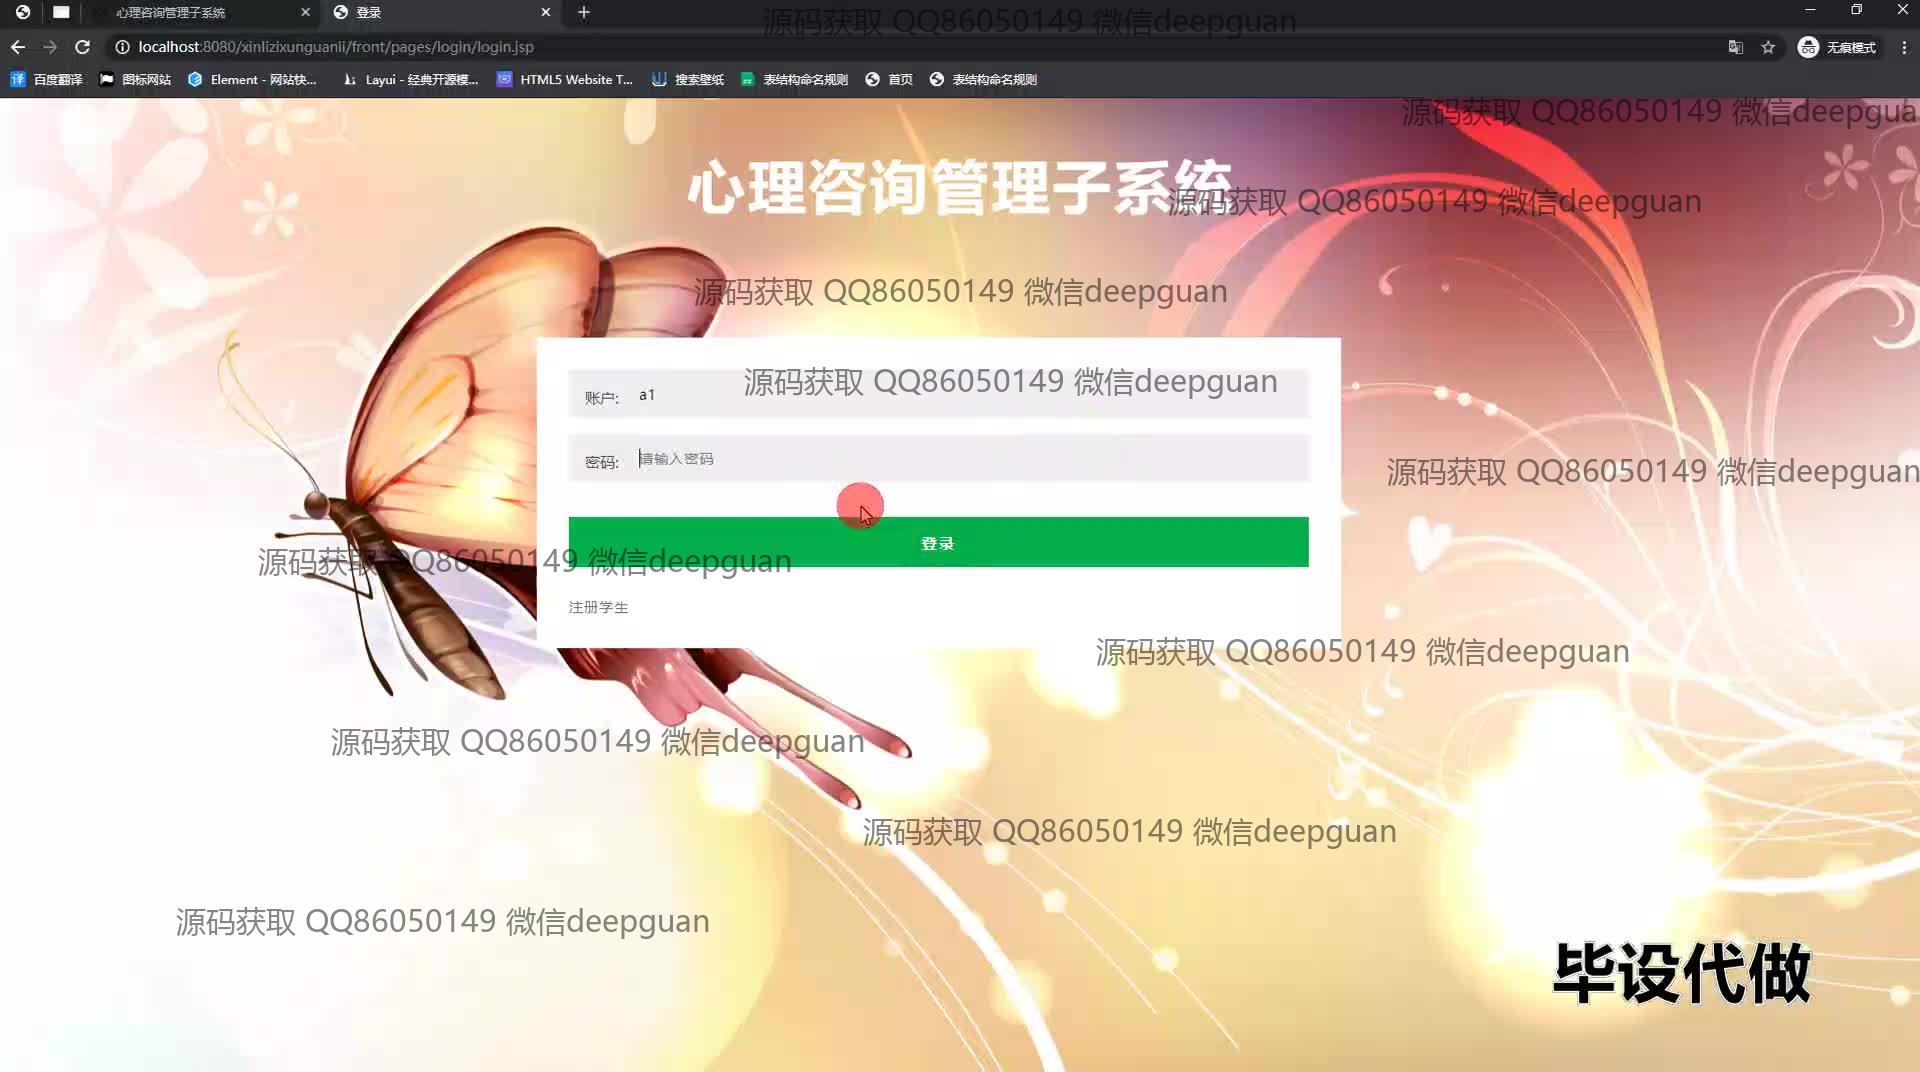 心理咨询管理子系统
登录
localhost:8080/xinlizixunguanli/front/pages/login/login.jsp
无痕模式
百度翻译
图标网站
Element - 网站快...
Layui - 经典开源模...
HTML5 Website T...
搜索壁纸
表结构命名规则
首页
表结构命名规则
源码获取 QQ86050149 微信deepguan
源码获取 QQ86050149 微信deepgua
心理咨询管理子系统
源码获取 QQ86050149 微信deepguan
源码获取 QQ86050149 微信deepguan
源码获取 QQ86050149 微信deepguan
账户: a1
密码: 请输入密码
源码获取 QQ86050149 微信deepguan
登录
源码获取 QQ86050149 微信deepguan
注册学生
源码获取 QQ86050149 微信deepguan
源码获取 QQ86050149 微信deepguan
源码获取 QQ86050149 微信deepguan
源码获取 QQ86050149 微信deepguan
毕设代做